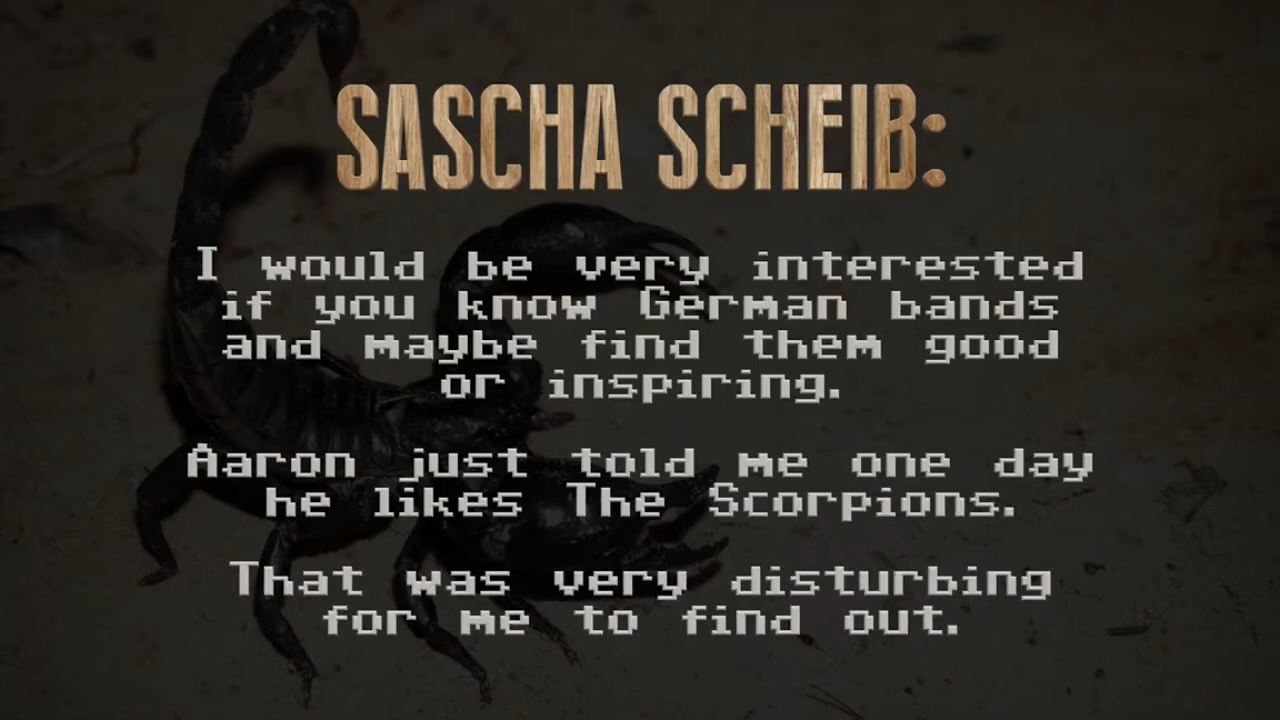 SASCHA SCHEIB:
I would be very interested
if you know German bands
and maybe find them good
or inspiring.
Aaron just told me one day
he likes The Scorpions.
That was very disturbing
for me to find out.